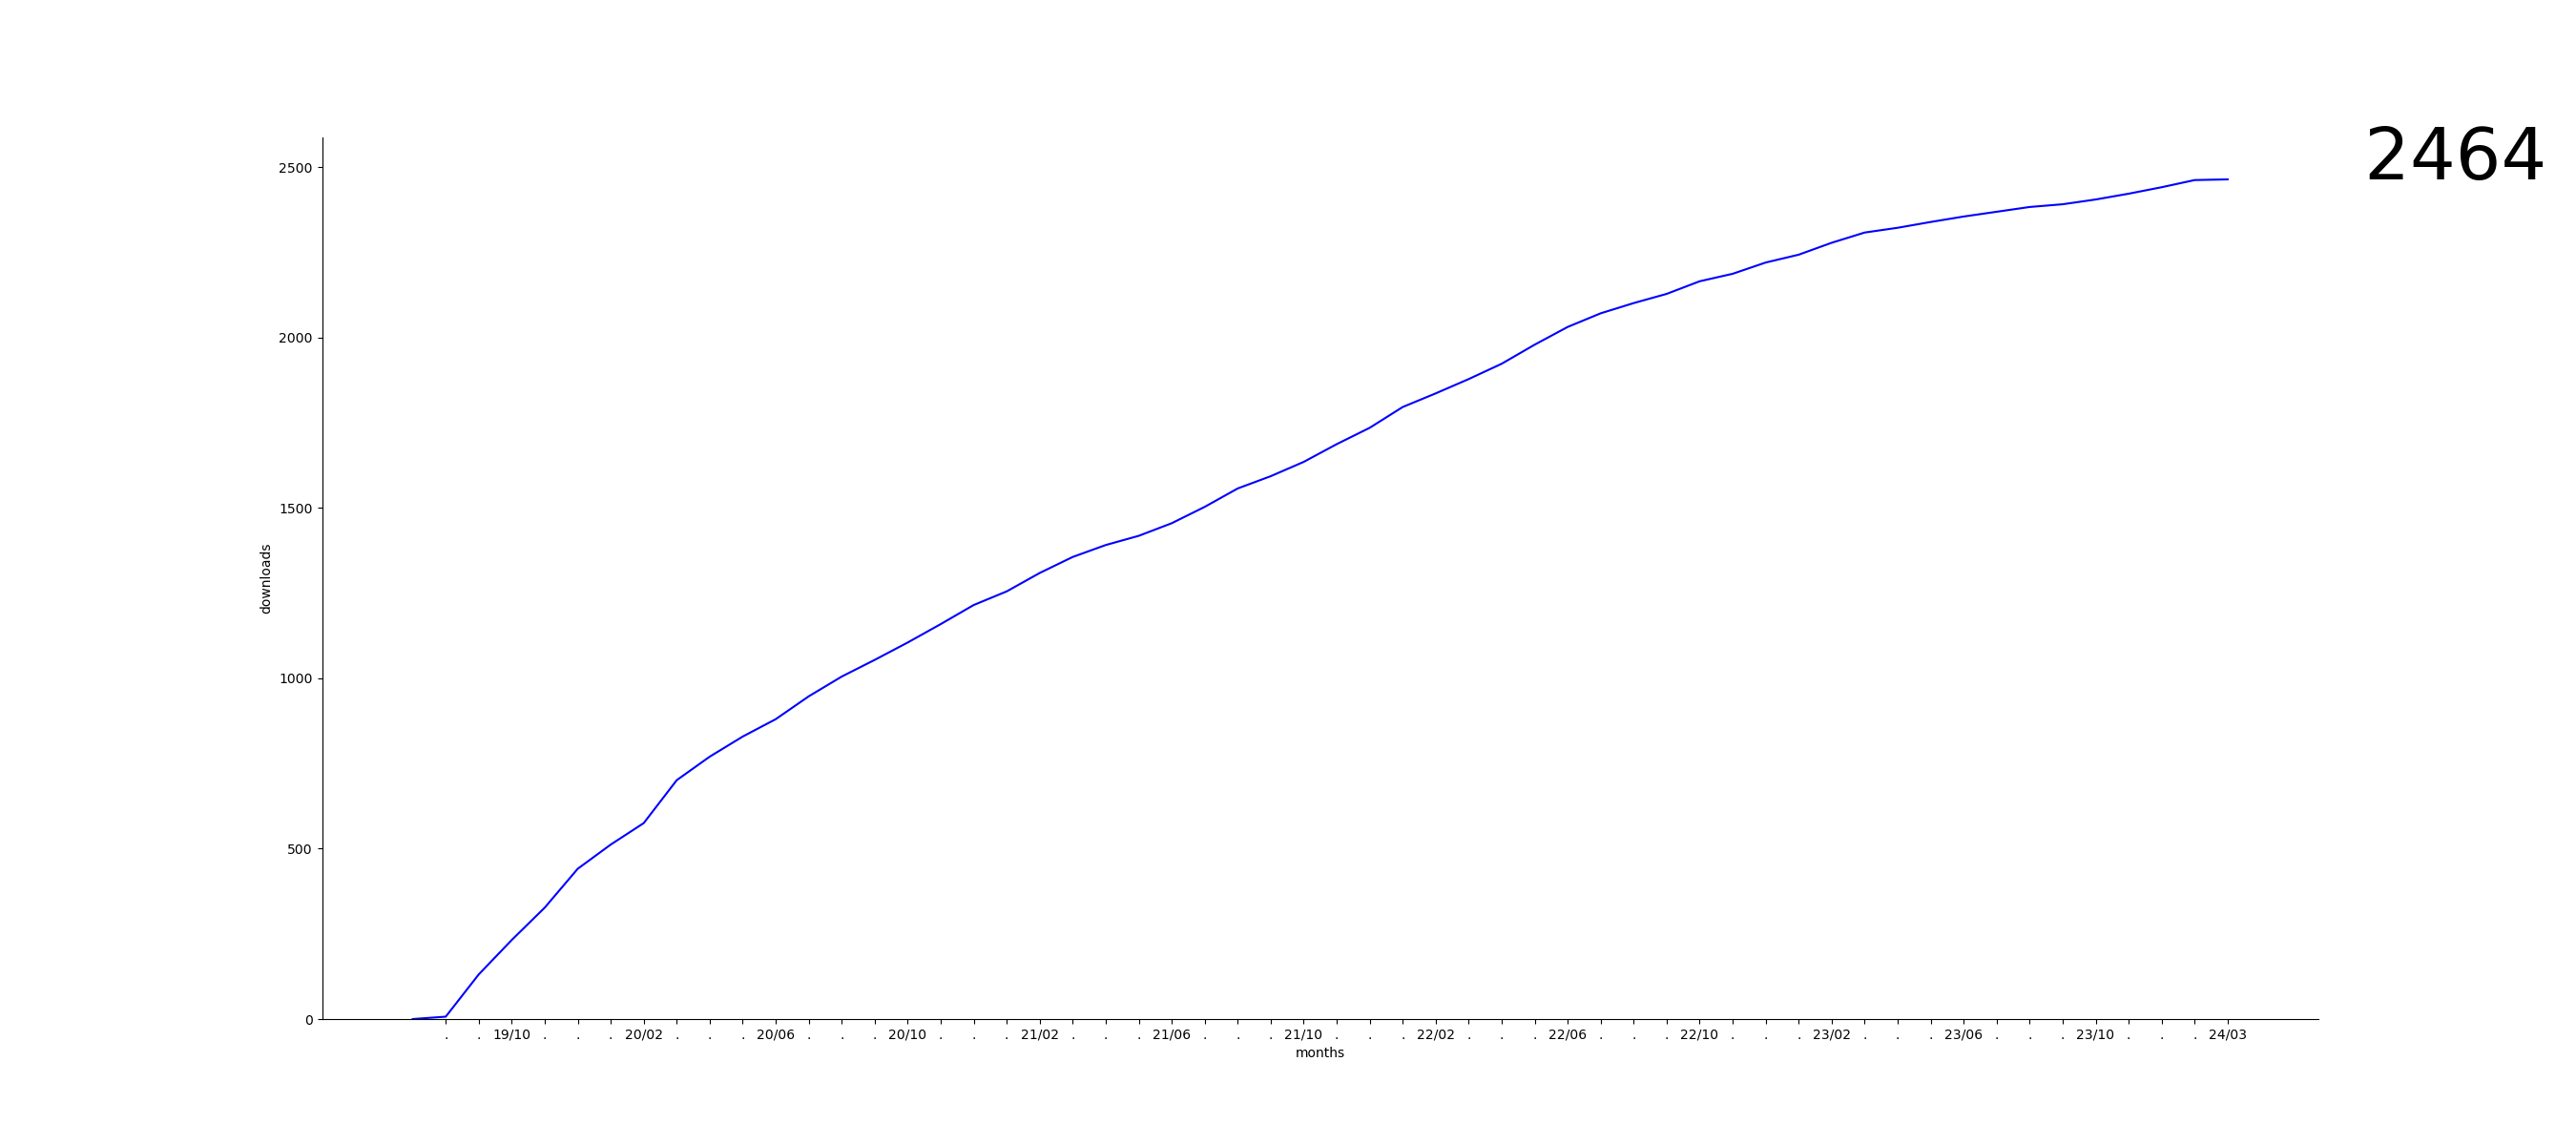 2464
2500
2000
1500
1000
500
0
downloads
. . 19/10 . . . 20/02 . . . 20/06 . . . 20/10 . . . 21/02 . . . 21/06 . . . 21/10 . . . 22/02 . . . 22/06 . . . 22/10 . . . 23/02 . . . 23/06 . . . 23/10 . . . 24/03
months